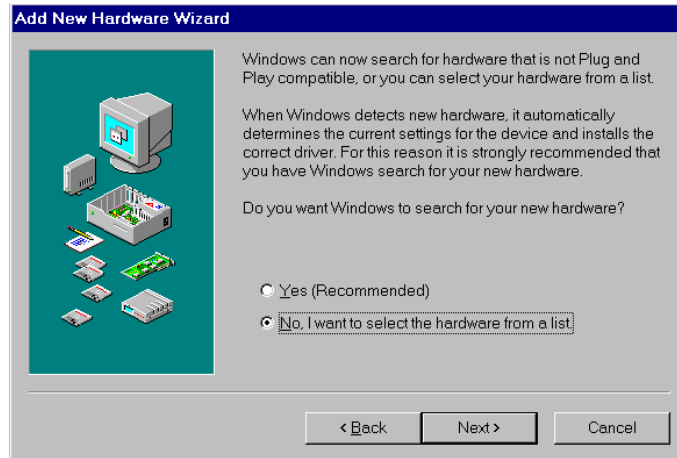 Add New Hardware Wizard
Windows can now search for hardware that is not Plug and
Play compatible, or you can select your hardware from a list.
When Windows detects new hardware, it automatically
determines the current settings for the device and installs the
correct driver. For this reason it is strongly recommended that
you have Windows search for your new hardware.
Do you want Windows to search for your new hardware?
Yes (Recommended)
No, I want to select the hardware from a list.
< Back
Next >
Cancel